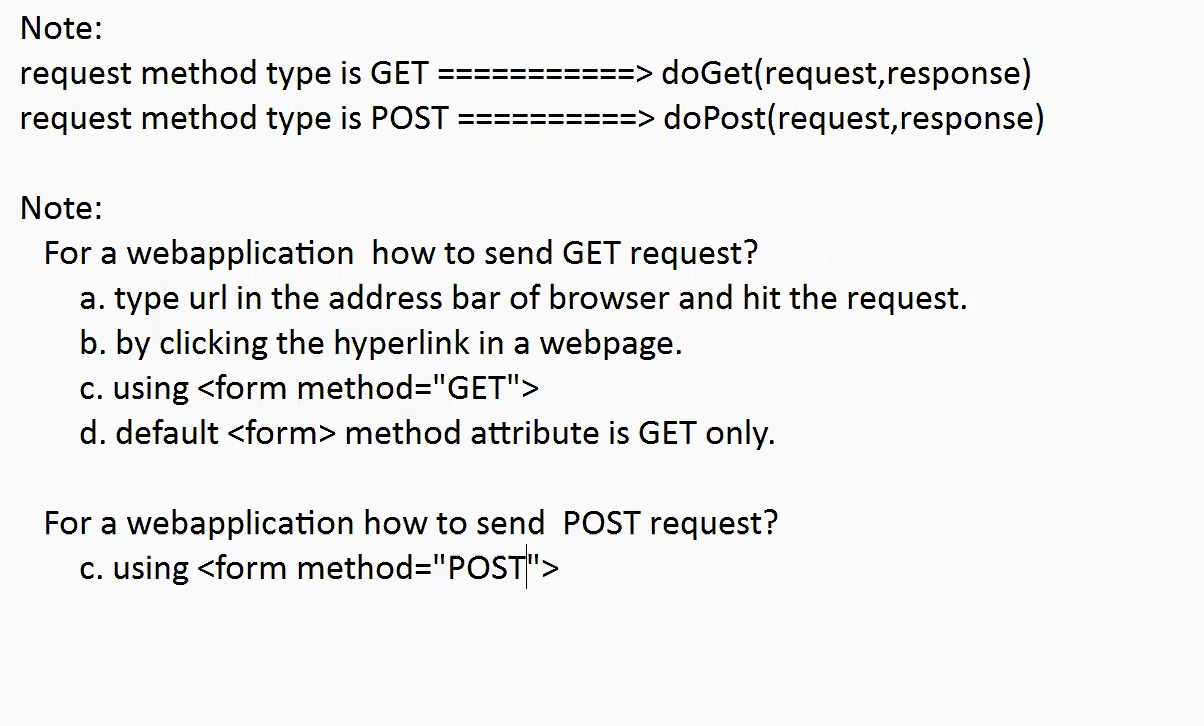 Note:
request method type is GET ===========> doGet(request,response)
request method type is POST ==========> doPost(request,response)
Note:
For a webapplication  how to send GET request?
a. type url in the address bar of browser and hit the request.
b. by clicking the hyperlink in a webpage.
c. using <form method="GET">
d. default <form> method attribute is GET only.
For a webapplication how to send  POST request?
c. using <form method="POST">